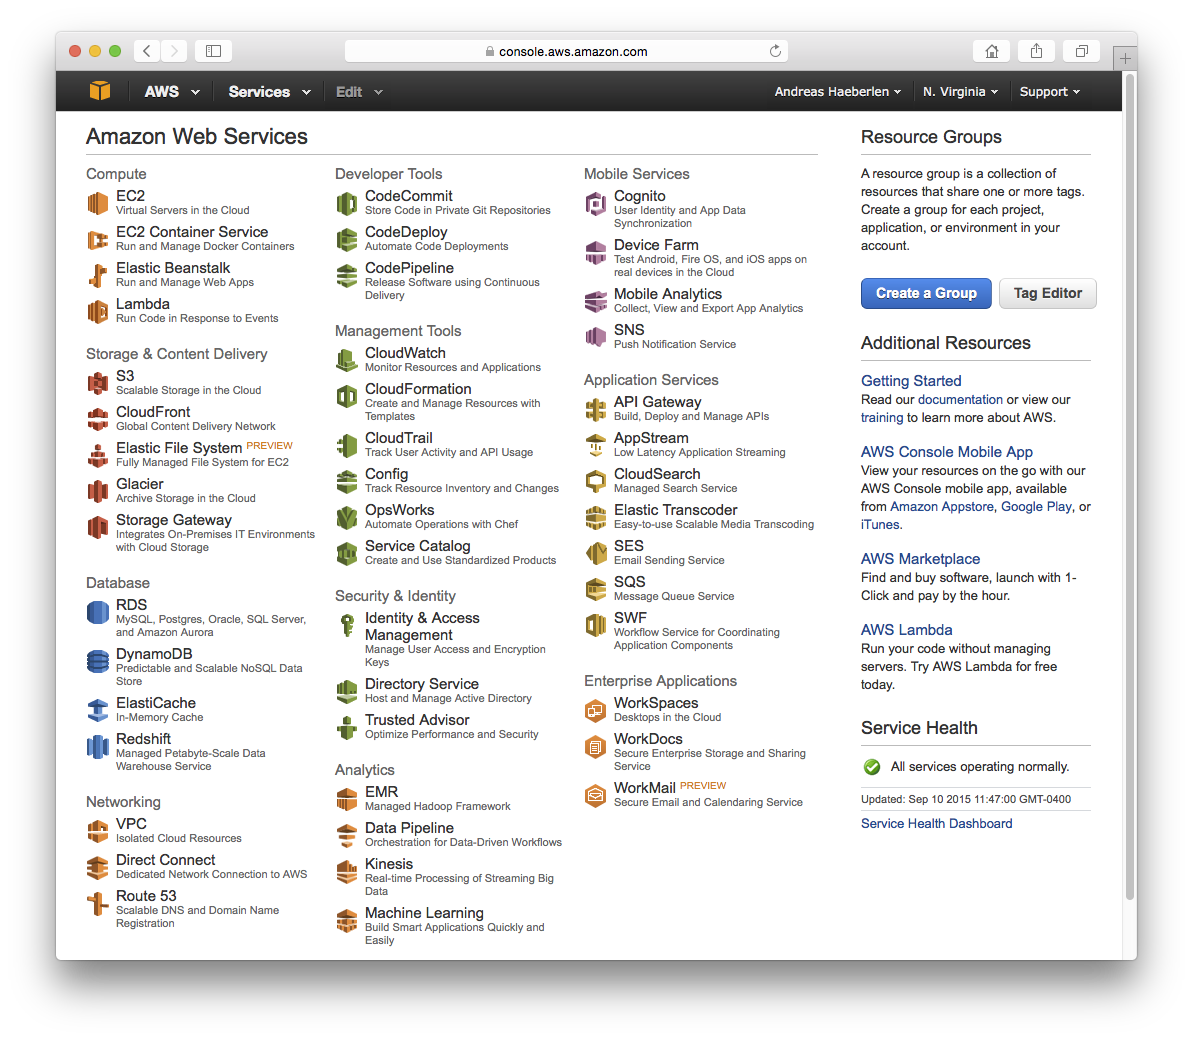 console.aws.amazon.com
AWS
Services
Edit
Andreas Haeberlen
N. Virginia
Support
Amazon Web Services
Compute
EC2
Virtual Servers in the Cloud
EC2 Container Service
Run and Manage Docker Containers
Elastic Beanstalk
Run and Manage Web Apps
Lambda
Run Code in Response to Events
Storage & Content Delivery
S3
Scalable Storage in the Cloud
CloudFront
Global Content Delivery Network
Elastic File System PREVIEW
Fully Managed File System for EC2
Glacier
Archive Storage in the Cloud
Storage Gateway
Integrates On-Premises IT Environments
with Cloud Storage
Database
RDS
MySQL, Postgres, Oracle, SQL Server,
and Amazon Aurora
DynamoDB
Predictable and Scalable NoSQL Data
Store
ElastiCache
In-Memory Cache
Redshift
Managed Petabyte-Scale Data
Warehouse Service
Networking
VPC
Isolated Cloud Resources
Direct Connect
Dedicated Network Connection to AWS
Route 53
Scalable DNS and Domain Name
Registration
Developer Tools
CodeCommit
Store Code in Private Git Repositories
CodeDeploy
Automate Code Deployments
CodePipeline
Release Software using Continuous
Delivery
Management Tools
CloudWatch
Monitor Resources and Applications
CloudFormation
Create and Manage Resources with
Templates
CloudTrail
Track User Activity and API Usage
Config
Track Resource Inventory and Changes
OpsWorks
Automate Operations with Chef
Service Catalog
Create and Use Standardized Products
Security & Identity
Identity & Access
Management
Manage User Access and Encryption
Keys
Directory Service
Host and Manage Active Directory
Trusted Advisor
Optimize Performance and Security
Analytics
EMR
Managed Hadoop Framework
Data Pipeline
Orchestration for Data-Driven Workflows
Kinesis
Real-time Processing of Streaming Big
Data
Machine Learning
Build Smart Applications Quickly and
Easily
Mobile Services
Cognito
User Identity and App Data
Synchronization
Device Farm
Test Android, Fire OS, and iOS apps on
real devices in the Cloud
Mobile Analytics
Collect, View and Export App Analytics
SNS
Push Notification Service
Application Services
API Gateway
Build, Deploy and Manage APIs
AppStream
Low Latency Application Streaming
CloudSearch
Managed Search Service
Elastic Transcoder
Easy-to-use Scalable Media Transcoding
SES
Email Sending Service
SQS
Message Queue Service
SWF
Workflow Service for Coordinating
Application Components
Enterprise Applications
WorkSpaces
Desktops in the Cloud
WorkDocs
Secure Enterprise Storage and Sharing
Service
WorkMail PREVIEW
Secure Email and Calendaring Service
Resource Groups
A resource group is a collection of
resources that share one or more tags.
Create a group for each project,
application, or environment in your
account.
Create a Group
Tag Editor
Additional Resources
Getting Started
Read our documentation or view our
training to learn more about AWS.
AWS Console Mobile App
View your resources on the go with our
AWS Console mobile app, available
from Amazon Appstore, Google Play, or
iTunes.
AWS Marketplace
Find and buy software, launch with 1-
Click and pay by the hour.
AWS Lambda
Run your code without managing
servers. Try AWS Lambda for free
today.
Service Health
All services operating normally.
Updated: Sep 10 2015 11:47:00 GMT-0400
Service Health Dashboard